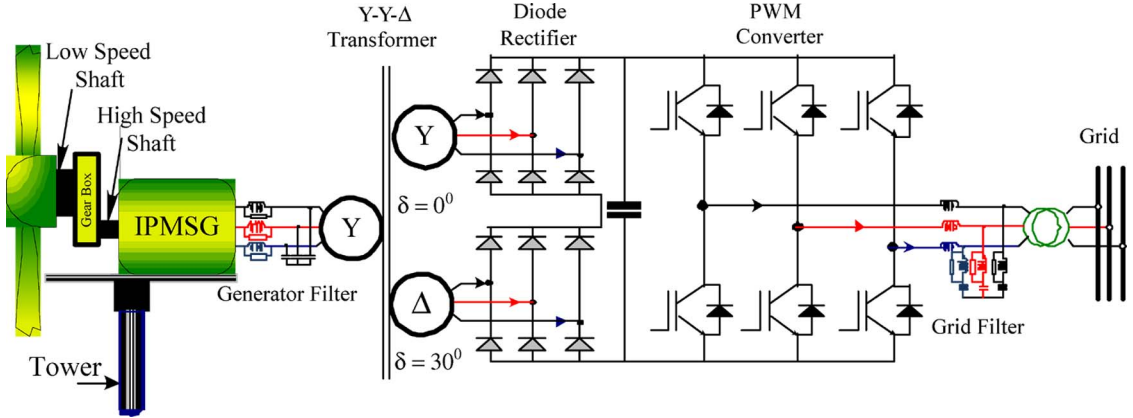 Low Speed
Shaft
High Speed
Shaft
Gear Box
IPMSG
Tower
Generator Filter
Y
Y-Y-Δ
Transformer
Y
δ = 0⁰
Δ
δ = 30⁰
Diode
Rectifier
PWM
Converter
Grid Filter
Grid